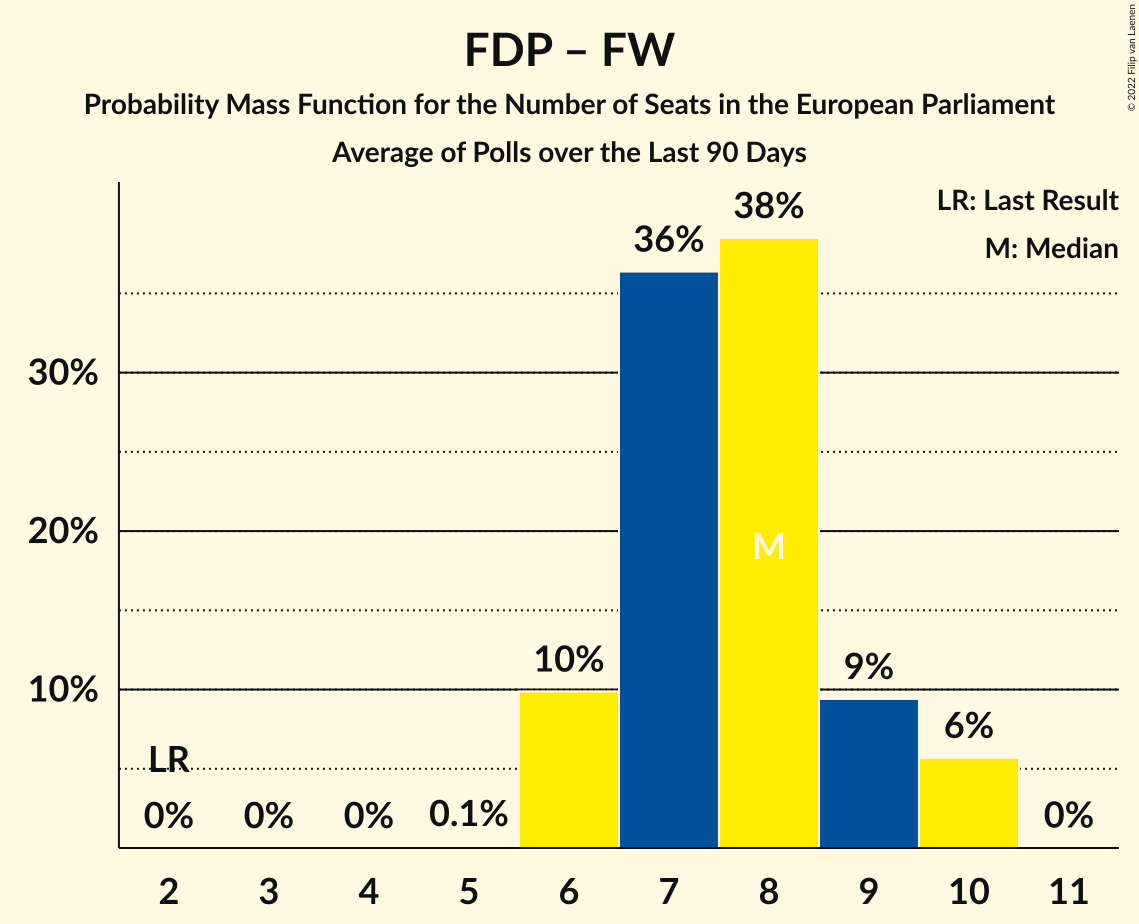 FDP – FW
Probability Mass Function for the Number of Seats in the European Parliament
Average of Polls over the Last 90 Days
© 2022 Filip van Laenen
LR: Last Result
M: Median
38%
36%
30%
20%
M
10%
9%
10%
6%
LR
0%
0%
0%
0.1%
0%
2 3 4 5 6 7 8 9 10 11